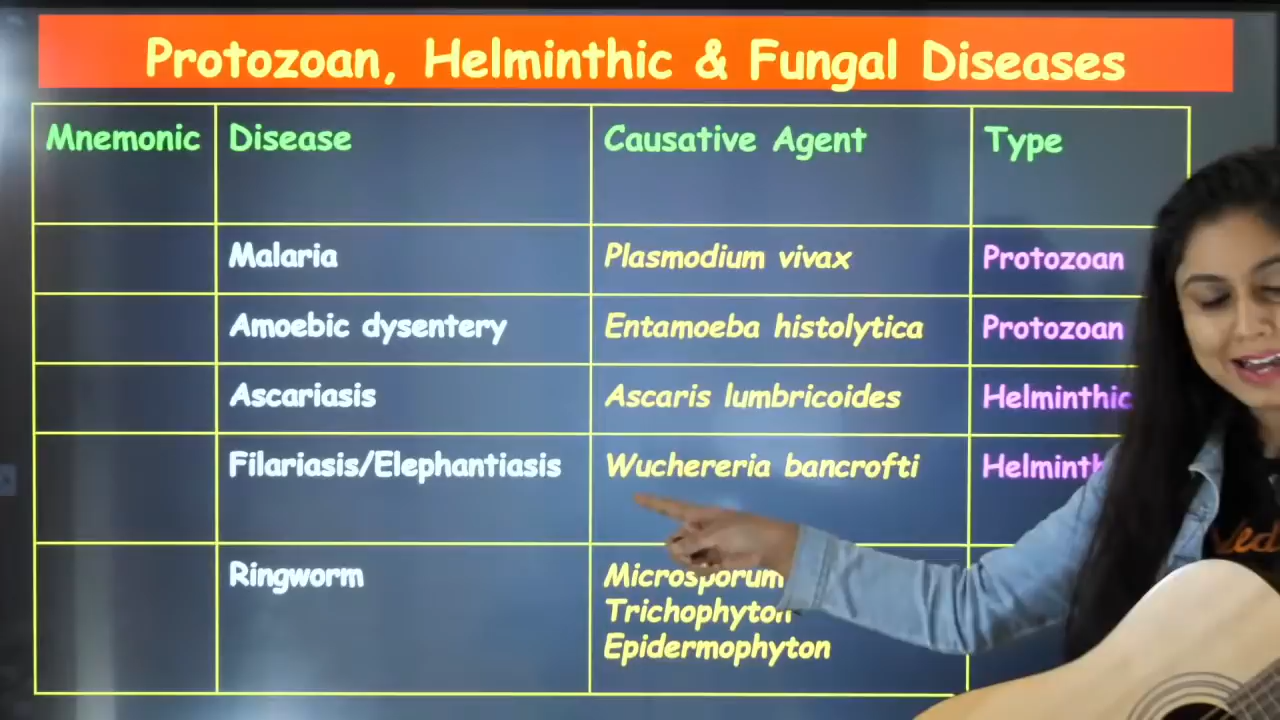 Protozoan, Helminthic & Fungal Diseases
Mnemonic Disease Causative Agent Type
Malaria Plasmodium vivax Protozoan
Amoebic dysentery Entamoeba histolytica Protozoan
Ascariasis Ascaris lumbricoides Helminthic
Filariasis/Elephantiasis Wuchereria bancrofti
Ringworm Microsporum
Trichophyton
Epidermophyton